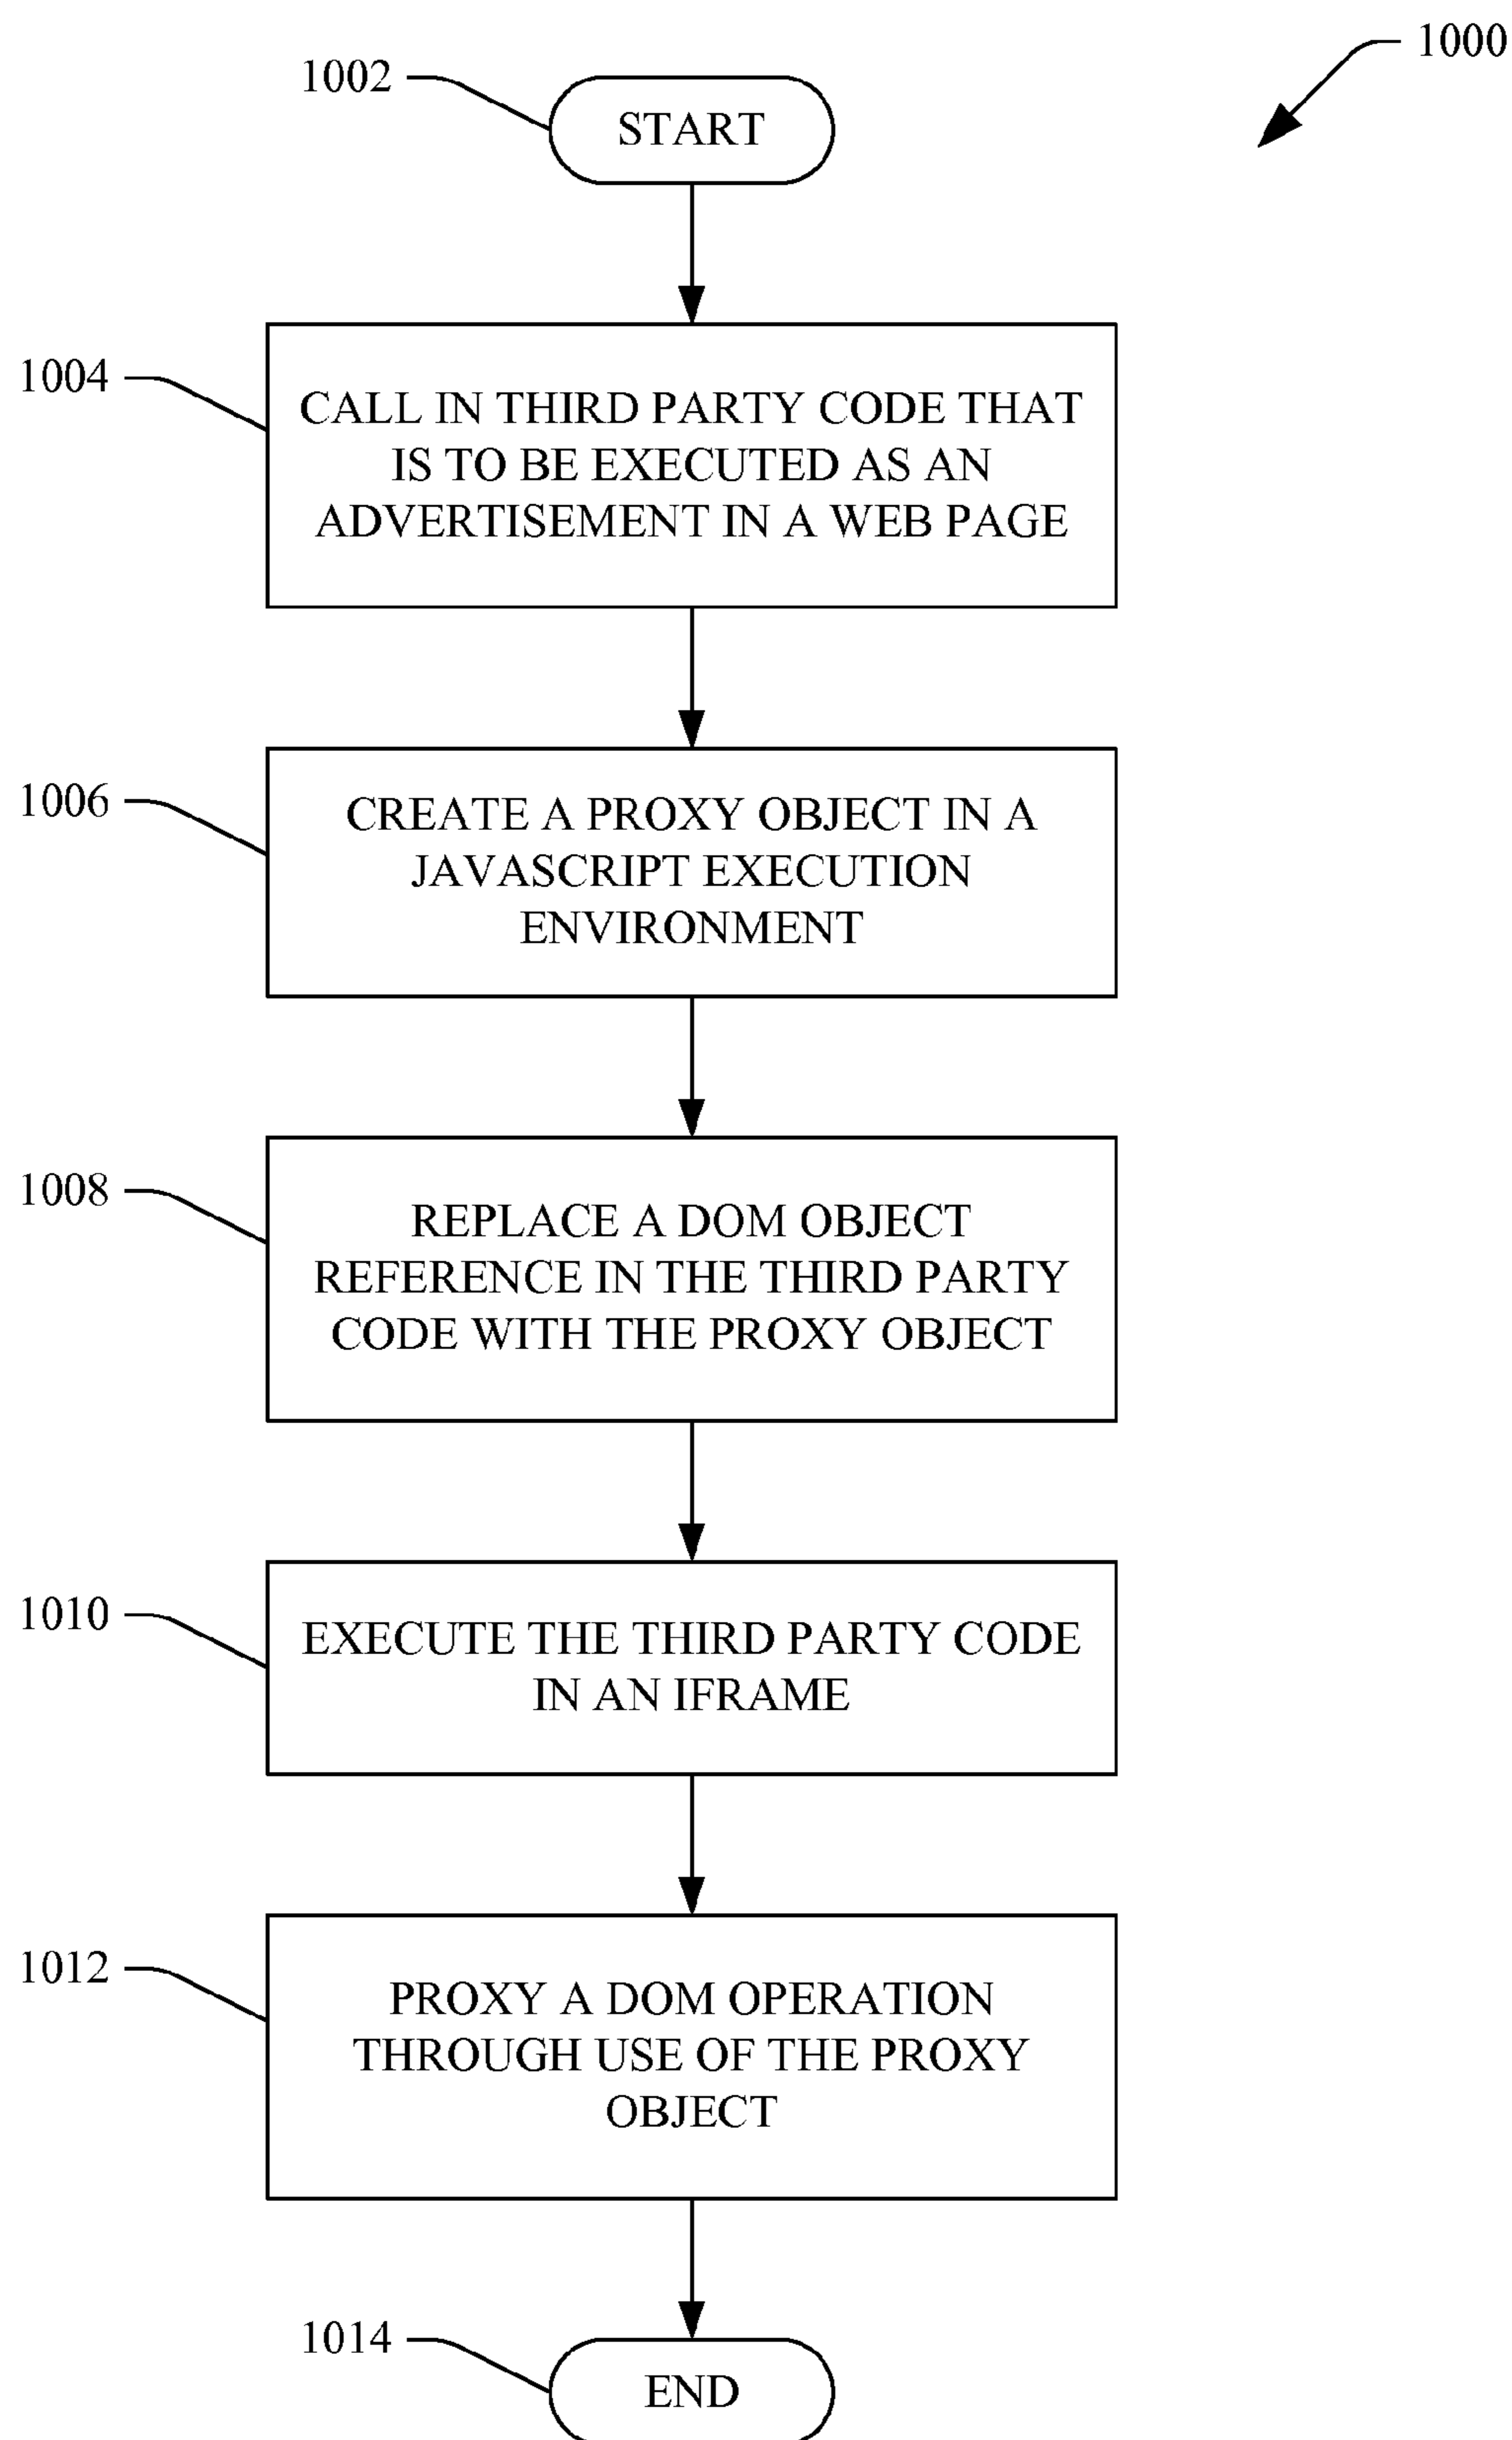 1000
1002
START
1004
CALL IN THIRD PARTY CODE THAT
IS TO BE EXECUTED AS AN
ADVERTISEMENT IN A WEB PAGE
1006
CREATE A PROXY OBJECT IN A
JAVASCRIPT EXECUTION
ENVIRONMENT
1008
REPLACE A DOM OBJECT
REFERENCE IN THE THIRD PARTY
CODE WITH THE PROXY OBJECT
1010
EXECUTE THE THIRD PARTY CODE
IN AN IFRAME
1012
PROXY A DOM OPERATION
THROUGH USE OF THE PROXY
OBJECT
1014
END